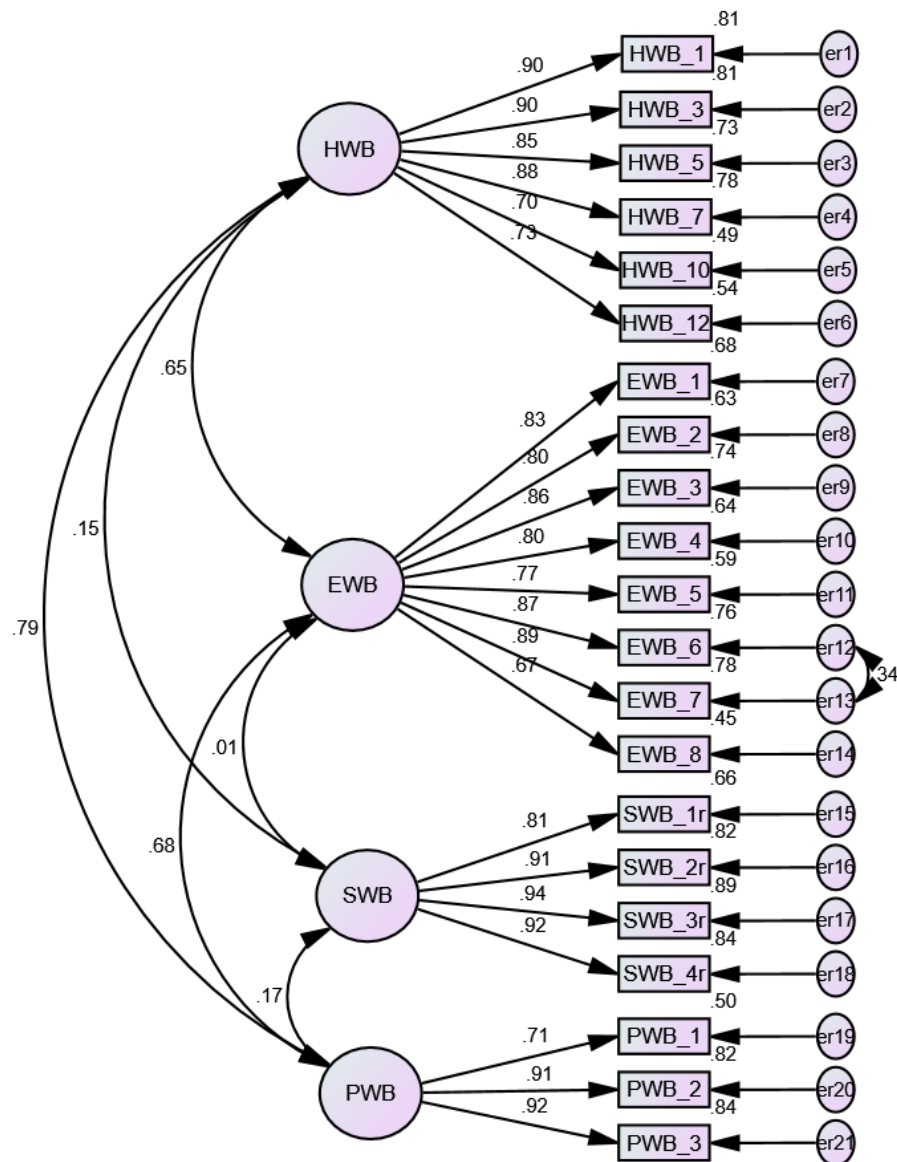 .81
HWB_1
er1
.90
.81
HWB_3
er2
.90
.73
HWB_5
er3
.85
.78
HWB_7
er4
.88
.49
HWB_10
er5
.70
.54
HWB_12
er6
.73
HWB
.68
EWB_1
er7
.83
.63
EWB_2
er8
.80
.74
EWB_3
er9
.86
.64
EWB_4
er10
.80
.59
EWB_5
er11
.77
.76
EWB_6
er12
.87
.78
EWB_7
er13
.89
.45
EWB_8
er14
.67
EWB
34
.65
.15
.79
.01
.68
.66
SWB_1r
er15
.81
.82
SWB_2r
er16
.91
.89
SWB_3r
er17
.94
.84
SWB_4r
er18
.92
SWB
.17
.50
PWB_1
er19
.71
.82
PWB_2
er20
.91
.84
PWB_3
er21
.92
PWB